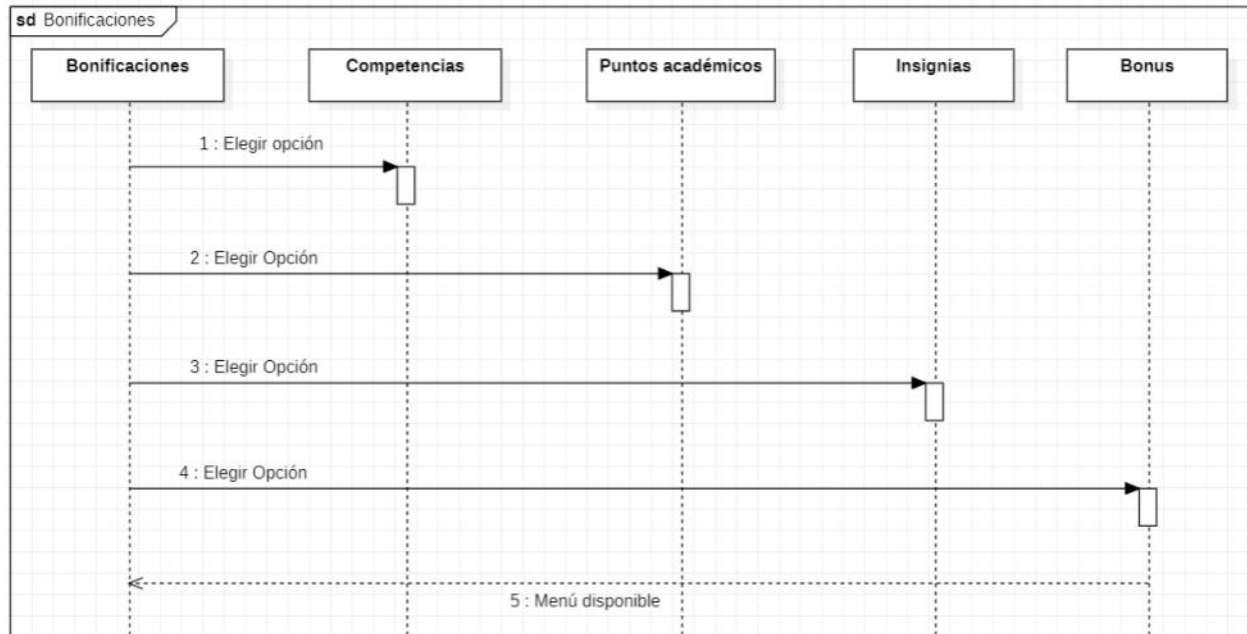 sd Bonificaciones
Bonificaciones
Competencias
Puntos académicos
Insignias
Bonus
1 : Elegir opción
2 : Elegir Opción
3 : Elegir Opción
4 : Elegir Opción
5 : Menú disponible